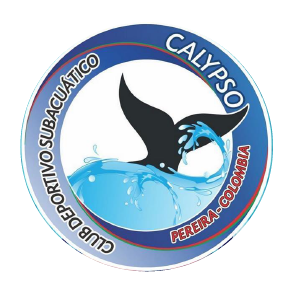 CLUB DEPORTIVO SUBACUÁTICO
CALYPSO
PEREIRA - COLOMBIA